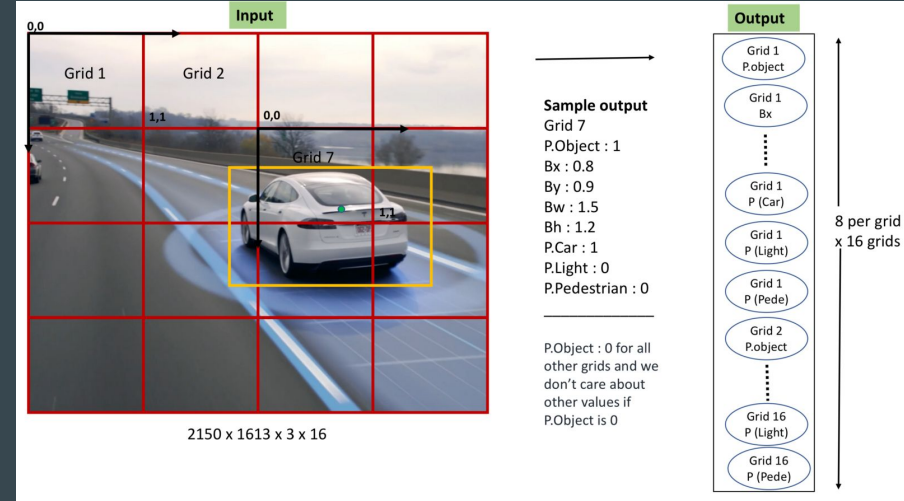 Input
0,0
Grid 1
Grid 2
1,1
0,0
Grid 7
1,1
2150 x 1613 x 3 x 16
Sample output
Grid 7
P.Object : 1
Bx : 0.8
By : 0.9
Bw : 1.5
Bh : 1.2
P.Car : 1
P.Light : 0
P.Pedestrian : 0
P.Object : 0 for all
other grids and we
don't care about
other values if
P.Object is 0
Output
Grid 1
P.object
Grid 1
Bx
Grid 1
P (Car)
Grid 1
P (Light)
Grid 1
P (Pede)
Grid 2
P.object
Grid 16
P (Light)
Grid 16
P (Pede)
8 per grid
x 16 grids